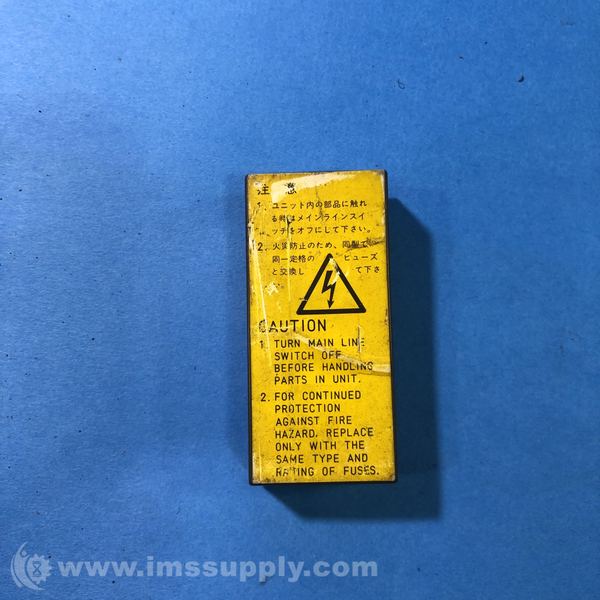 注 意
1. ユニット内の部品に触れ
る時はメインラインスイ
ッチをオフにして下さい。
2. 火災防止のため、同型で
同一定格の ヒューズ
と交換し て下さ
い
CAUTION
1. TURN MAIN LINE
SWITCH OFF
BEFORE HANDLING
PARTS IN UNIT.
2. FOR CONTINUED
PROTECTION
AGAINST FIRE
HAZARD, REPLACE
ONLY WITH THE
SAME TYPE AND
RATING OF FUSES.
www.imssupply.com